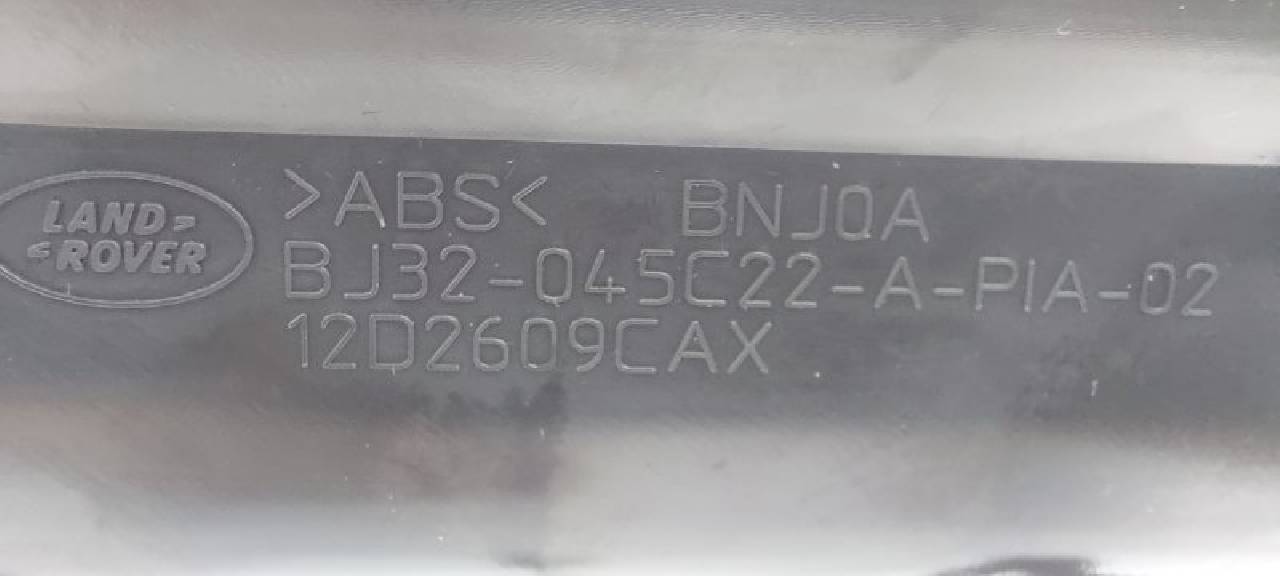 LAND
ROVER
>ABS< BNJ0A
BJ32-045C22-A-PIA-02
12D2609CAX